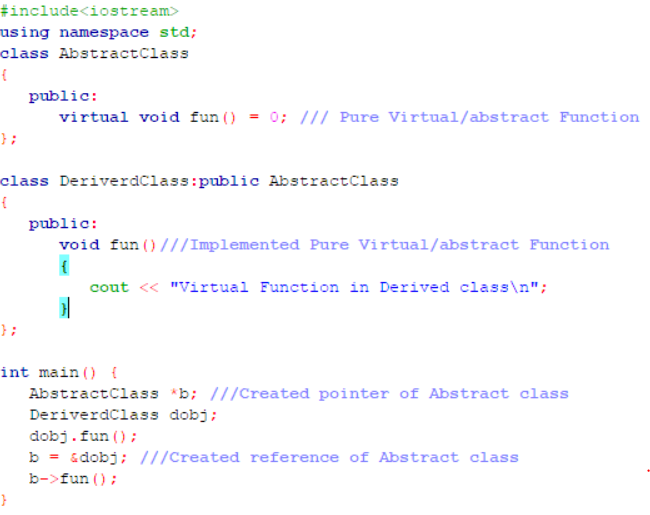 #include<iostream>
using namespace std;
class AbstractClass
{
   public:
      virtual void fun() = 0; /// Pure Virtual/abstract Function
};

class DeriverdClass:public AbstractClass
{
   public:
      void fun()///Implemented Pure Virtual/abstract Function
      {
         cout << "Virtual Function in Derived class\n";
      }
};

int main() {
   AbstractClass *b; ///Created pointer of Abstract class
   DeriverdClass dobj;
   dobj.fun();
   b = &dobj; ///Created reference of Abstract class
   b->fun();
}